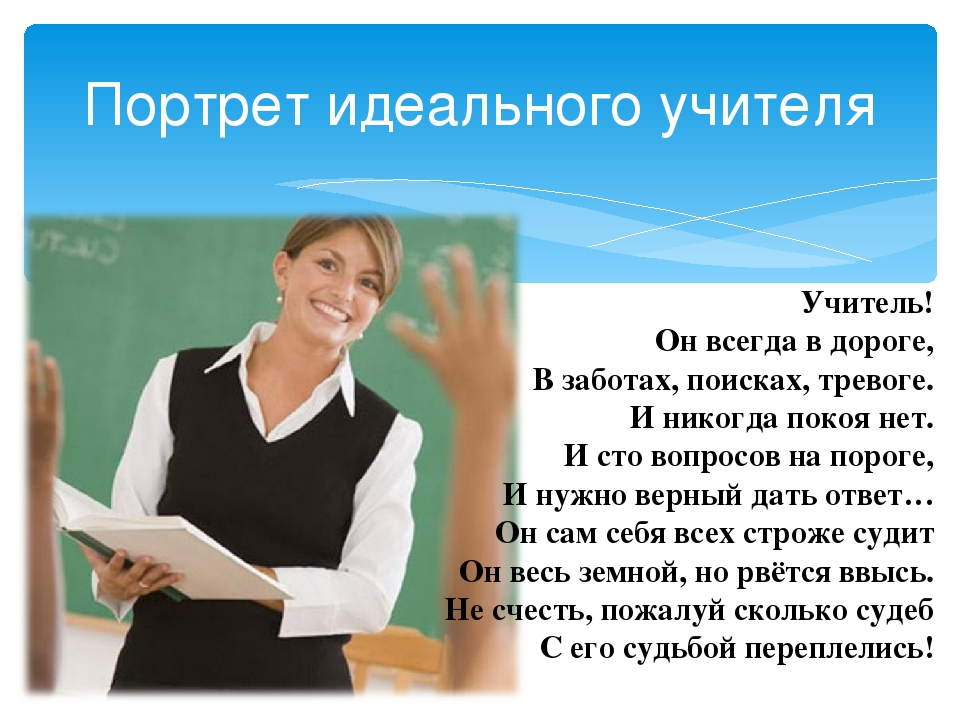 Портрет идеального учителя
Учитель!
Он всегда в дороге,
В заботах, поисках, тревоге.
И никогда покоя нет.
И сто вопросов на пороге,
И нужно верный дать ответ…
Он сам себя всех строже судит
Он весь земной, но рвётся ввысь.
Не счесть, пожалуй сколько судеб
С его судьбой переплелись!